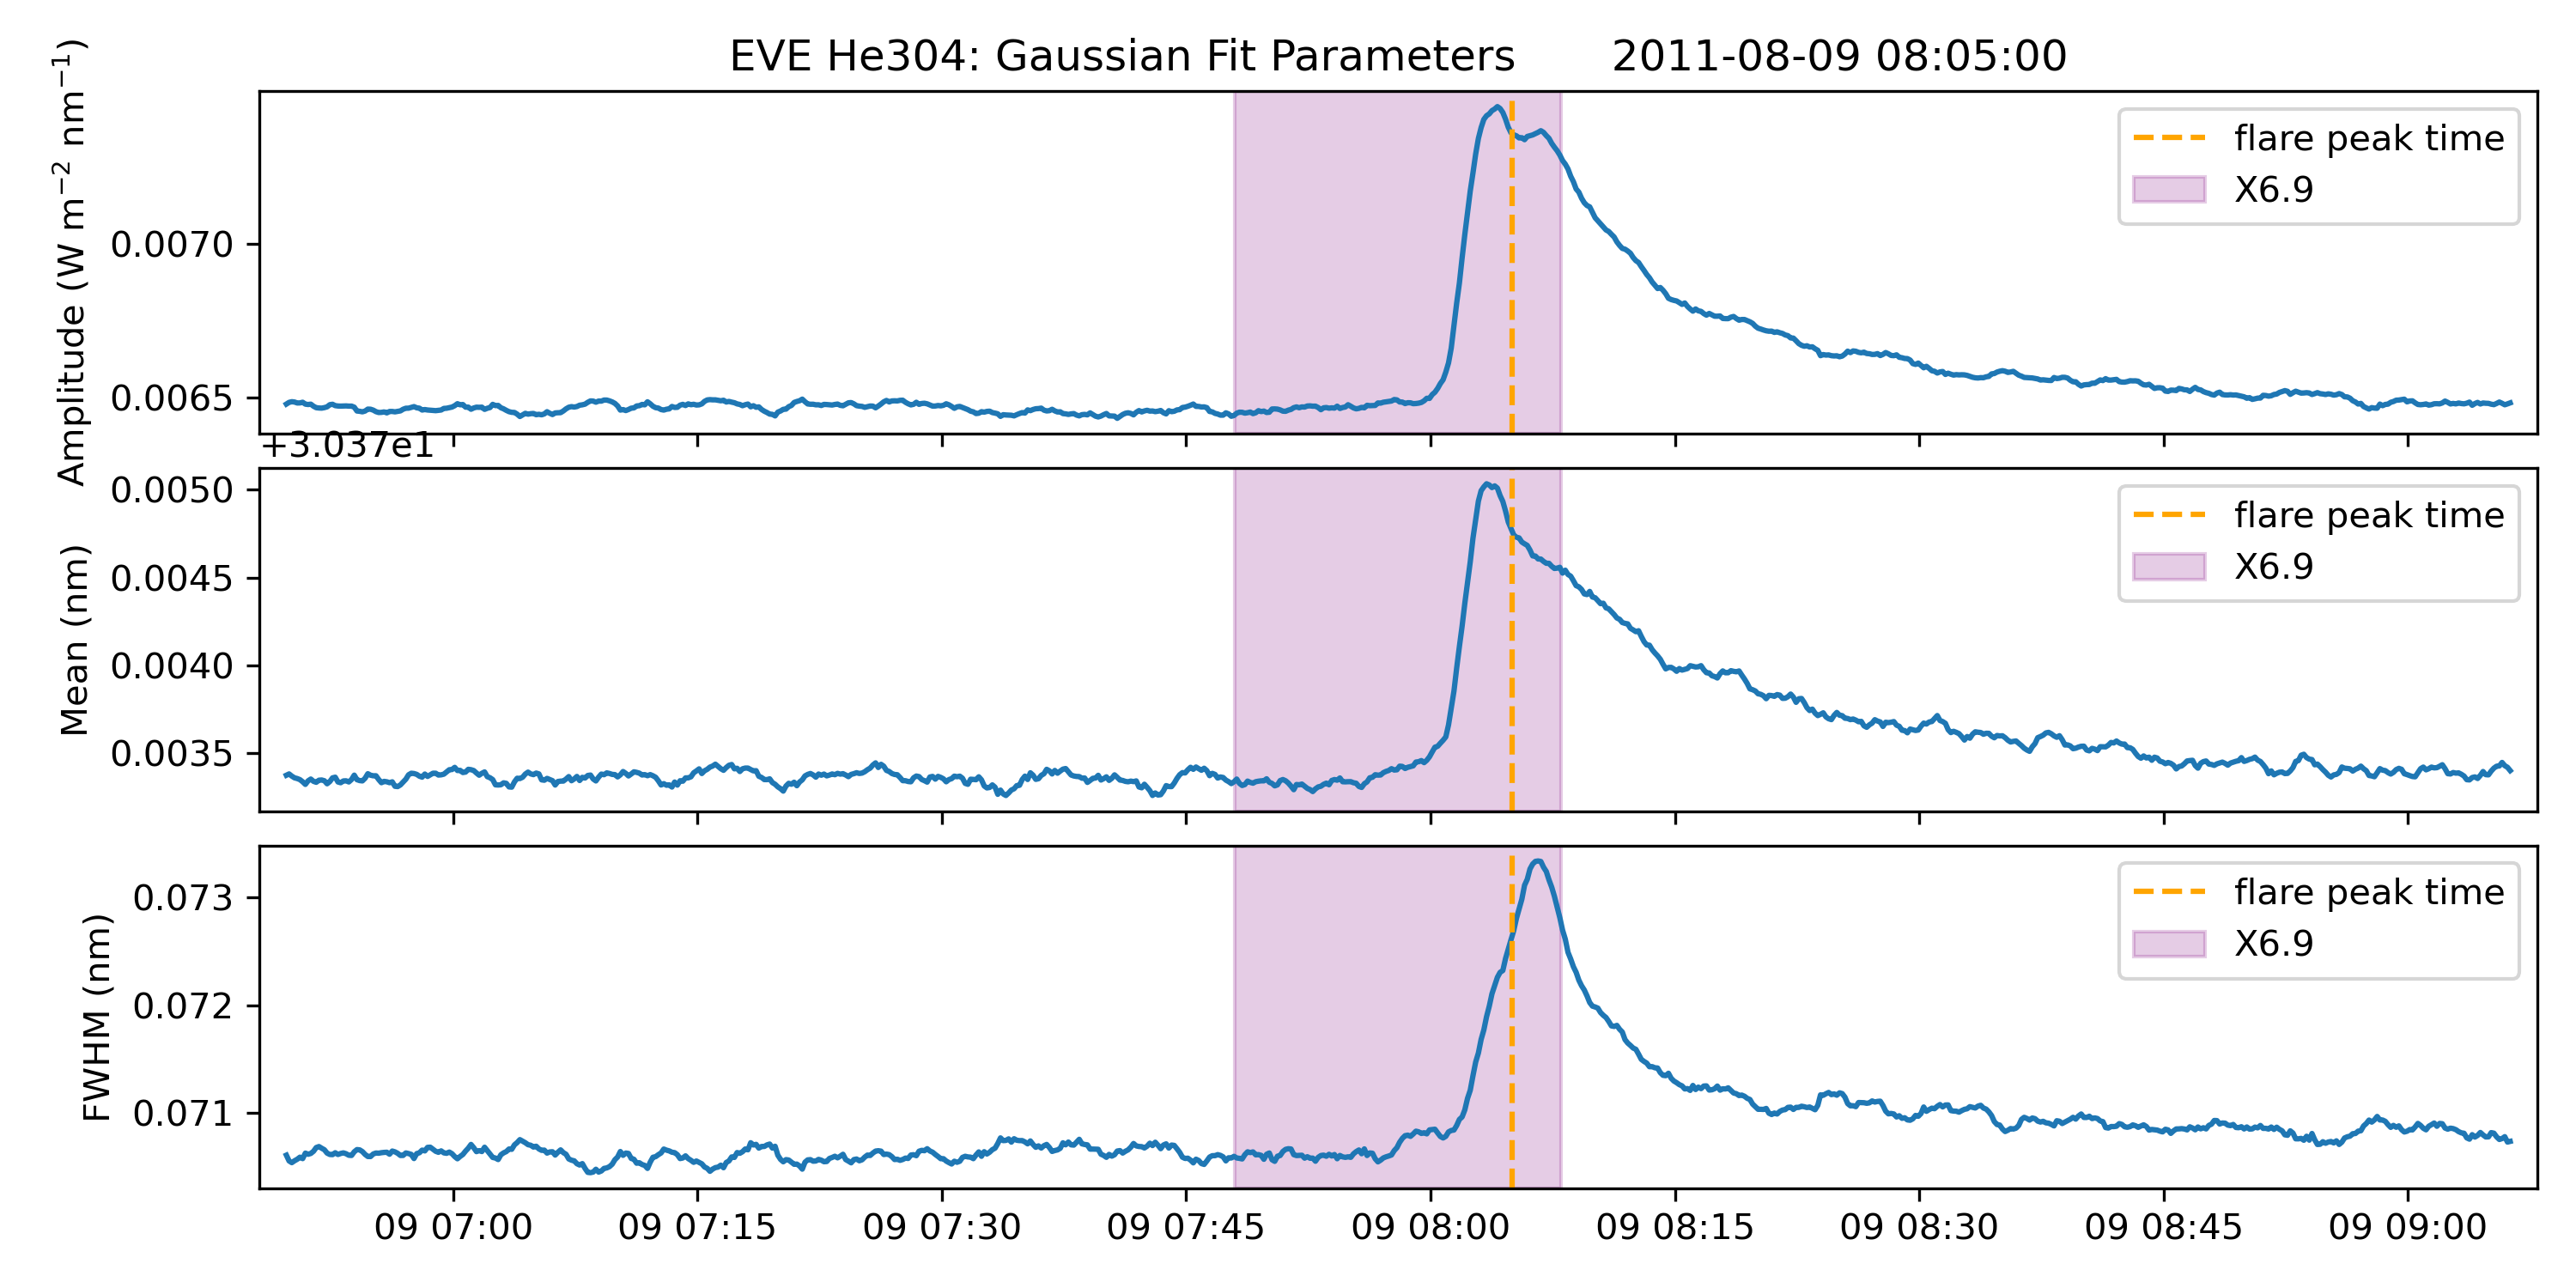 EVE He304: Gaussian Fit Parameters 2011-08-09 08:05:00
Amplitude (W m⁻² nm⁻¹)
0.0070
0.0065
flare peak time
X6.9
+3.037e1
Mean (nm)
0.0050
0.0045
0.0040
0.0035
flare peak time
X6.9
FWHM (nm)
0.073
0.072
0.071
flare peak time
X6.9
09 07:00 09 07:15 09 07:30 09 07:45 09 08:00 09 08:15 09 08:30 09 08:45 09 09:00